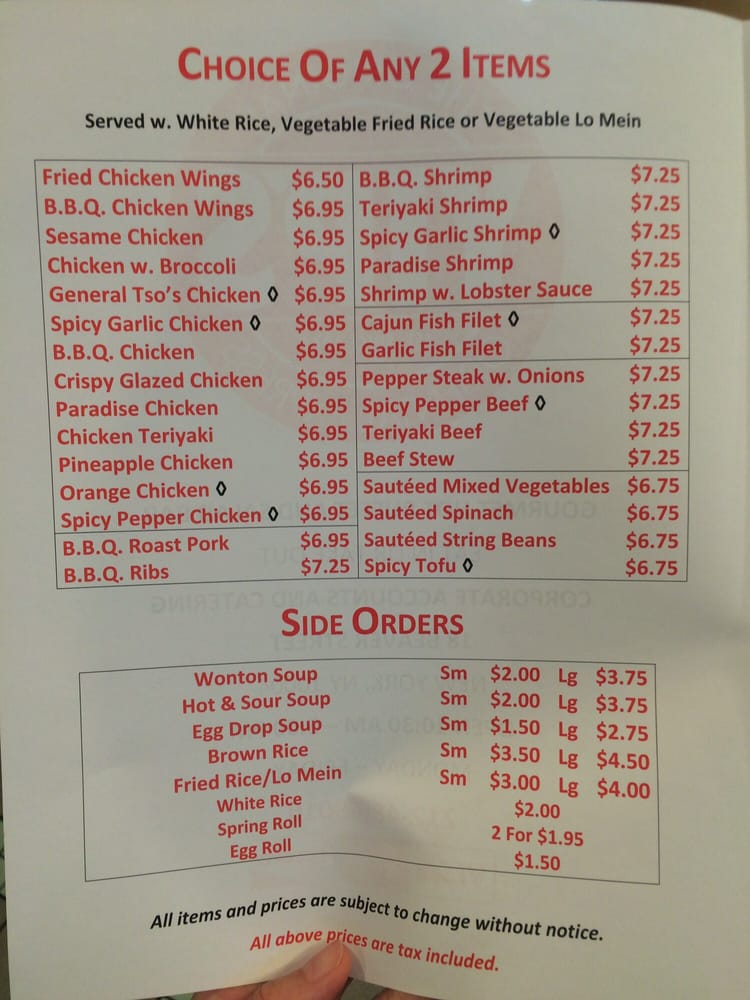 CHOICE OF ANY 2 ITEMS
Served w. White Rice, Vegetable Fried Rice or Vegetable Lo Mein
Fried Chicken Wings $6.50
B.B.Q. Chicken Wings $6.95
Sesame Chicken $6.95
Chicken w. Broccoli $6.95
General Tso's Chicken ◊ $6.95
Spicy Garlic Chicken ◊ $6.95
B.B.Q. Chicken $6.95
Crispy Glazed Chicken $6.95
Paradise Chicken $6.95
Chicken Teriyaki $6.95
Pineapple Chicken $6.95
Orange Chicken ◊ $6.95
Spicy Pepper Chicken ◊ $6.95
B.B.Q. Roast Pork $6.95
B.B.Q. Ribs $7.25
B.B.Q. Shrimp $7.25
Teriyaki Shrimp $7.25
Spicy Garlic Shrimp ◊ $7.25
Paradise Shrimp $7.25
Shrimp w. Lobster Sauce $7.25
Cajun Fish Filet ◊ $7.25
Garlic Fish Filet $7.25
Pepper Steak w. Onions $7.25
Spicy Pepper Beef ◊ $7.25
Teriyaki Beef $7.25
Beef Stew $7.25
Sautéed Mixed Vegetables $6.75
Sautéed Spinach $6.75
Sautéed String Beans $6.75
Spicy Tofu ◊ $6.75
SIDE ORDERS
Wonton Soup Sm $2.00 Lg $3.75
Hot & Sour Soup Sm $2.00 Lg $3.75
Egg Drop Soup Sm $1.50 Lg $2.75
Brown Rice Sm $3.50 Lg $4.50
Fried Rice/Lo Mein Sm $3.00 Lg $4.00
White Rice $2.00
Spring Roll 2 For $1.95
Egg Roll $1.50
All items and prices are subject to change without notice.
All above prices are tax included.